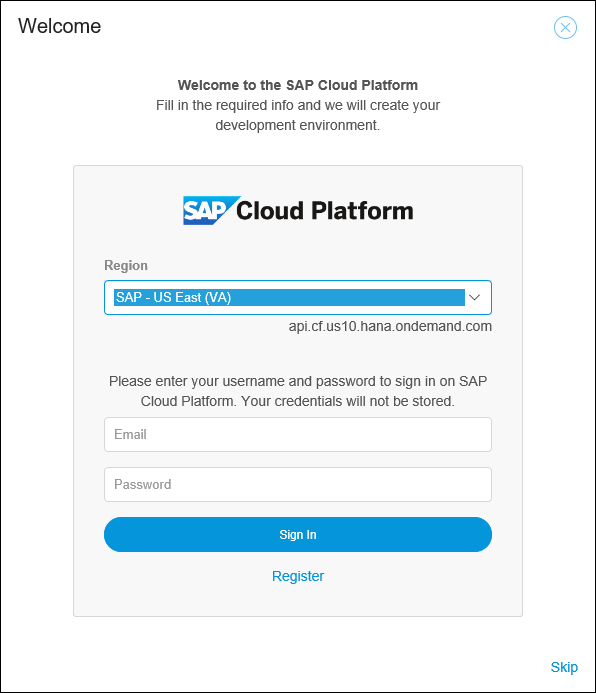 Welcome
Welcome to the SAP Cloud Platform
Fill in the required info and we will create your
development environment.
SAP Cloud Platform
Region
SAP - US East (VA)
api.cf.us10.hana.ondemand.com
Please enter your username and password to sign in on SAP
Cloud Platform. Your credentials will not be stored.
Email
Password
Sign In
Register
Skip